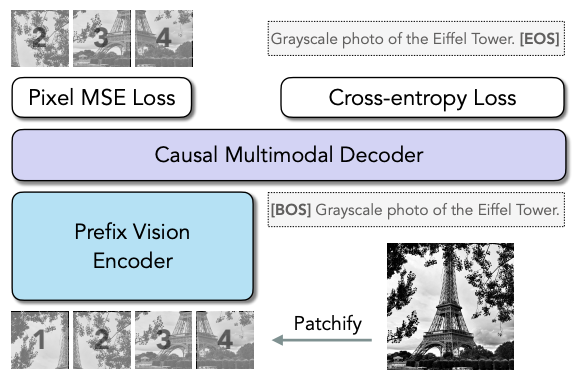 2 3 4
Grayscale photo of the Eiffel Tower. [EOS]
Pixel MSE Loss
Cross-entropy Loss
Causal Multimodal Decoder
Prefix Vision
Encoder
[BOS] Grayscale photo of the Eiffel Tower.
1 2 3 4
Patchify